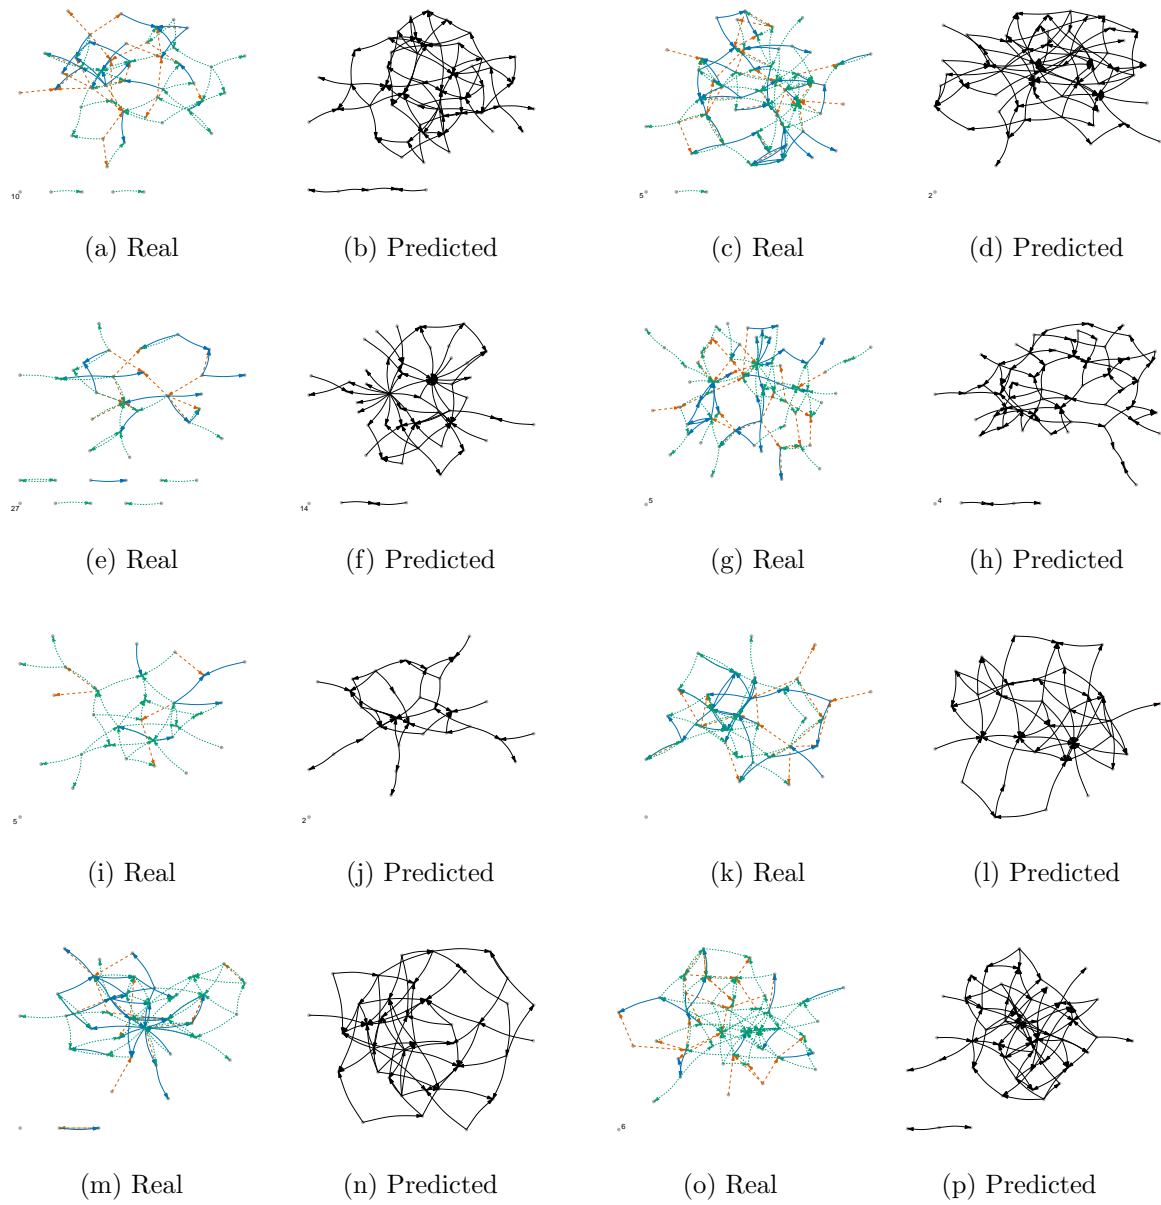 10
5
2
(a) Real
(b) Predicted
(c) Real
(d) Predicted
27
14
5
4
(e) Real
(f) Predicted
(g) Real
(h) Predicted
5
2
(i) Real
(j) Predicted
(k) Real
(l) Predicted
6
(m) Real
(n) Predicted
(o) Real
(p) Predicted